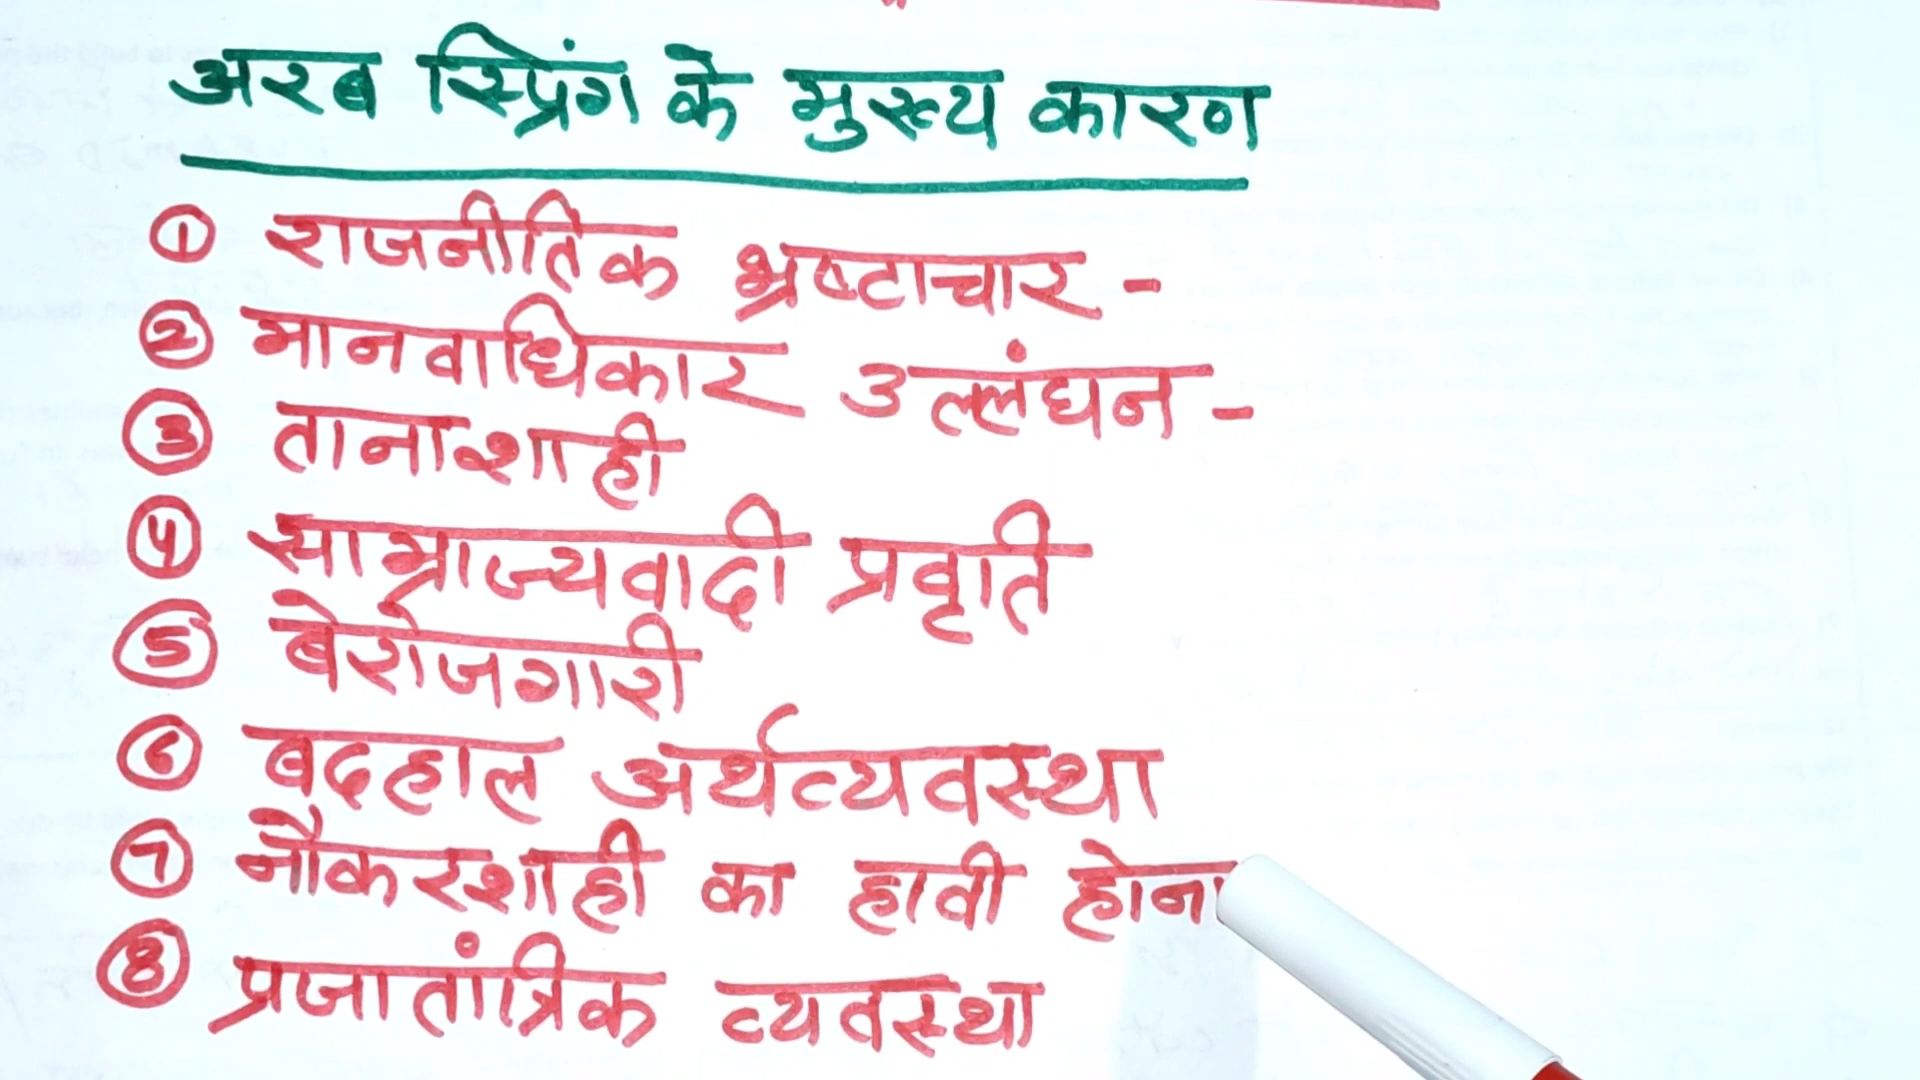 अरब स्प्रिंग के मुख्य कारण
① राजनीतिक भ्रष्टाचार -
② मानवाधिकार उल्लंघन -
③ तानाशाही
④ साम्राज्यवादी प्रवृति
⑤ बेरोजगारी
⑥ बदहाल अर्थव्यवस्था
⑦ नौकरशाही का हावी होना
⑧ प्रजातांत्रिक व्यवस्था